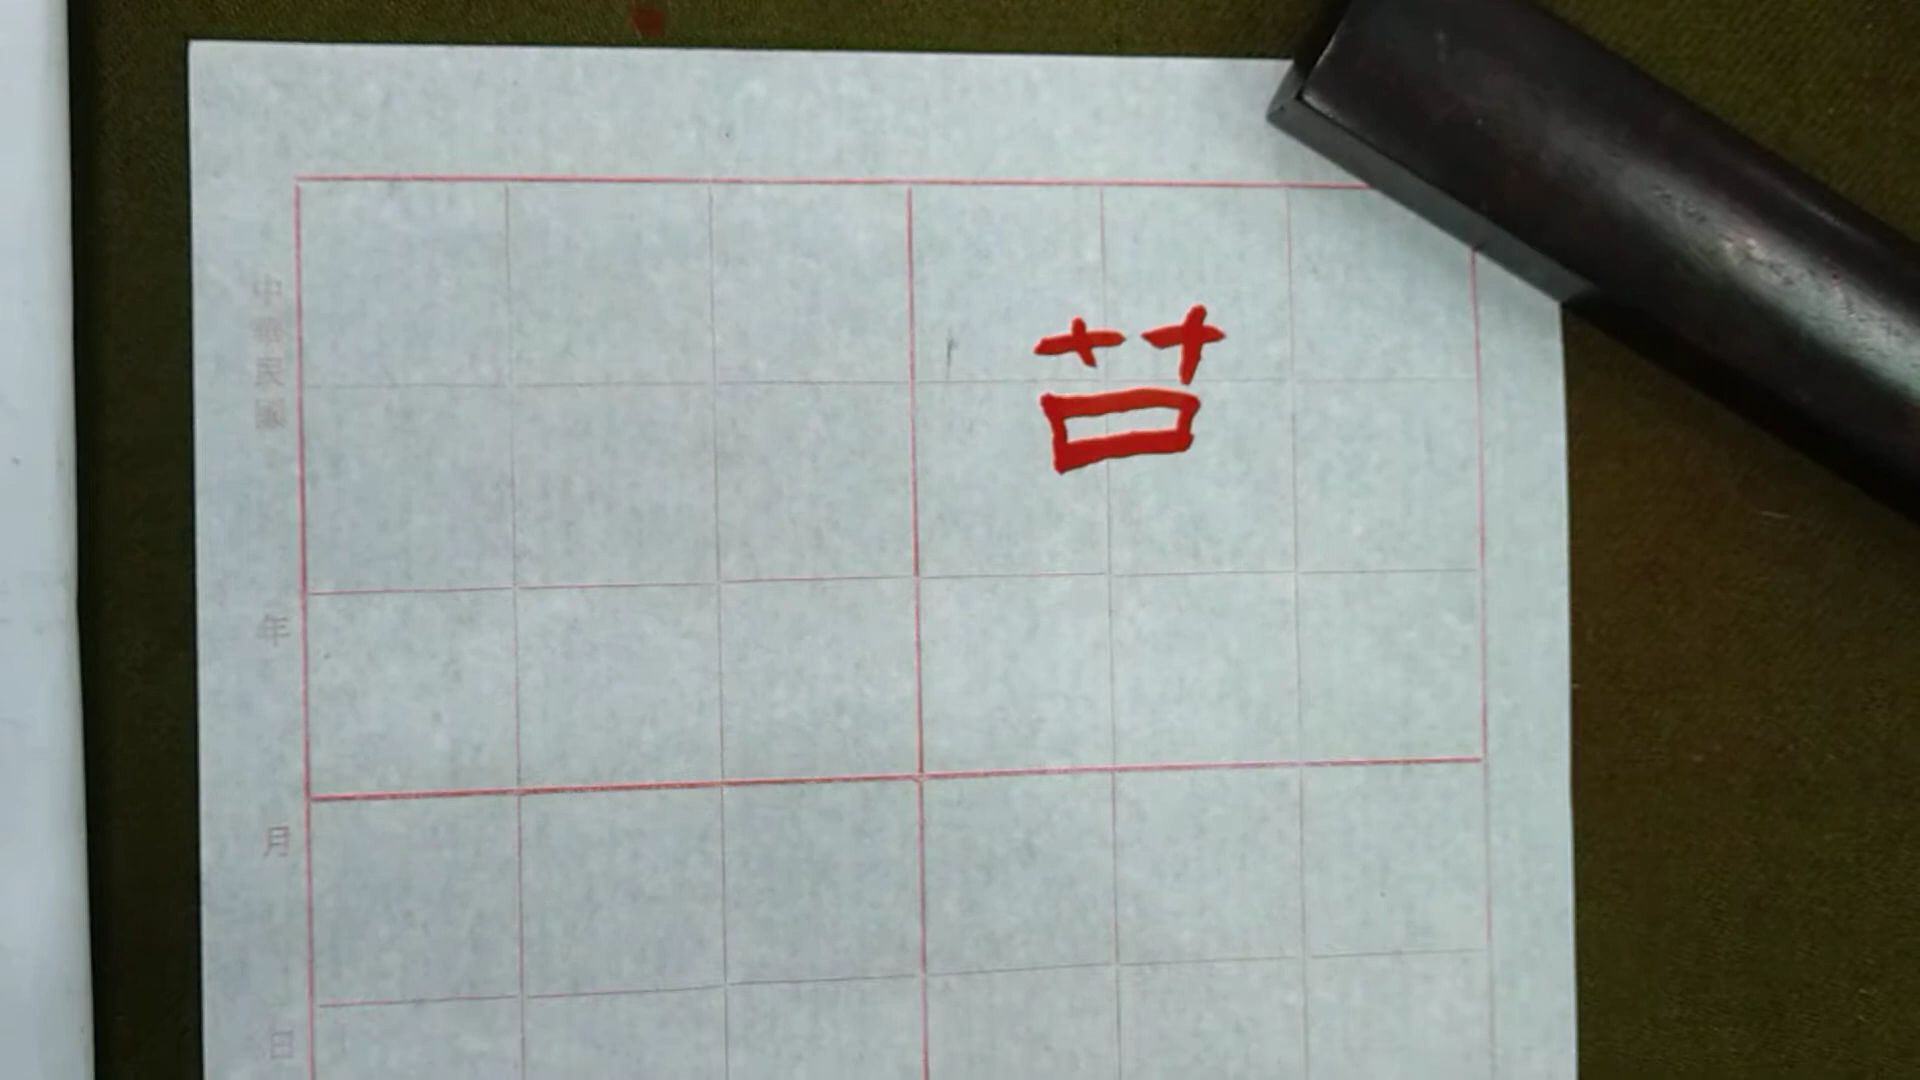 中華民國 年 月 日